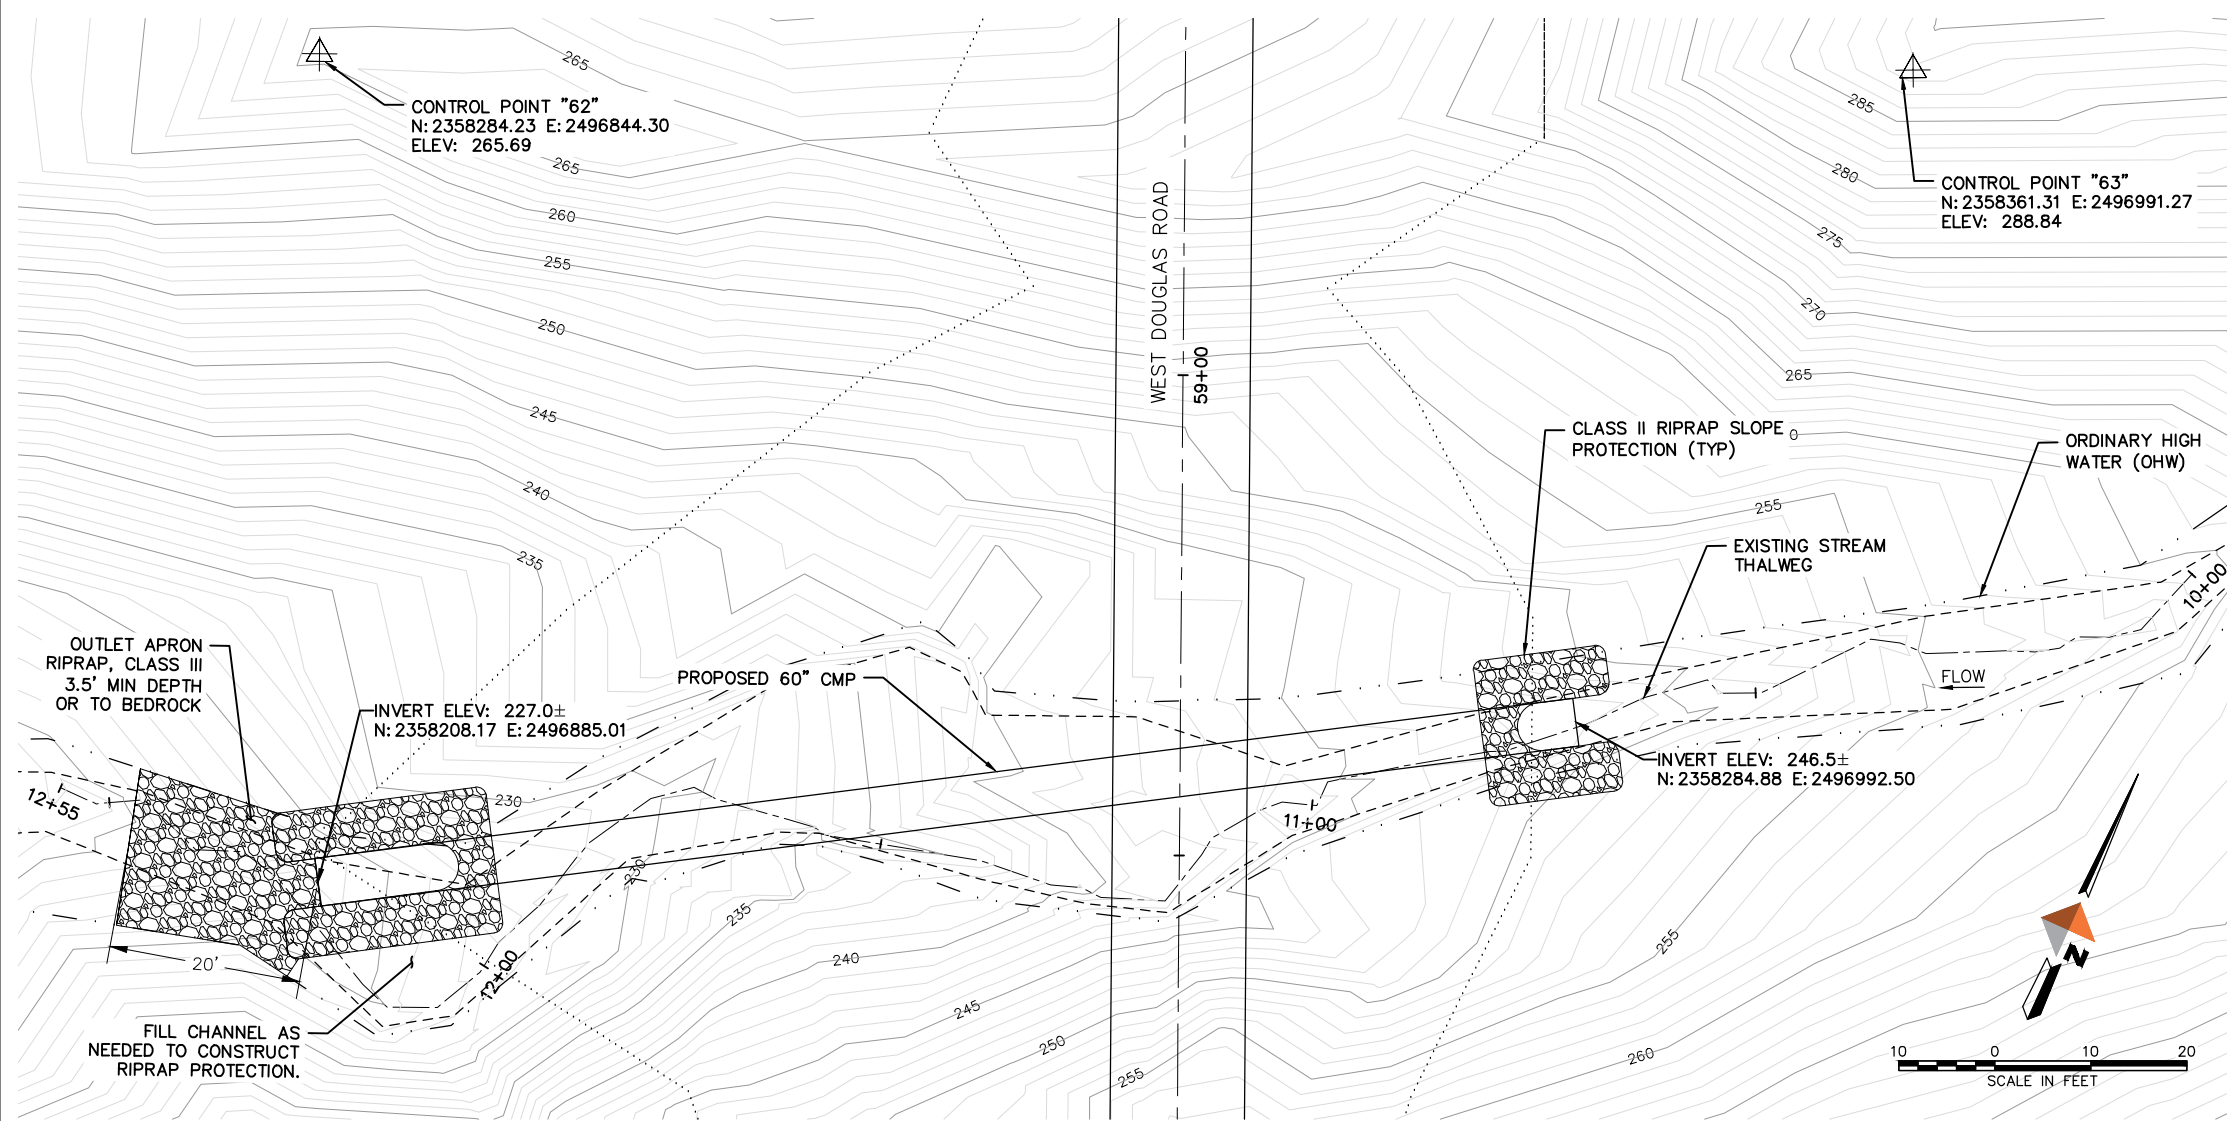 265
CONTROL POINT "62"
N: 2358284.23 E: 2496844.30
ELEV: 265.69
265
260
255
250
245
240
235
285
280
275
270
265
CONTROL POINT "63"
N: 2358361.31 E: 2496991.27
ELEV: 288.84
WEST DOUGLAS ROAD
59+00
CLASS II RIPRAP SLOPE
PROTECTION (TYP)
0
ORDINARY HIGH
WATER (OHW)
255
EXISTING STREAM
THALWEG
10+00
FLOW
OUTLET APRON
RIPRAP, CLASS III
3.5' MIN DEPTH
OR TO BEDROCK
INVERT ELEV: 227.0±
N: 2358208.17 E: 2496885.01
PROPOSED 60" CMP
INVERT ELEV: 246.5±
N: 2358284.88 E: 2496992.50
12+55
230
11+00
230
235
240
245
250
255
255
260
20'
12+00
FILL CHANNEL AS
NEEDED TO CONSTRUCT
RIPRAP PROTECTION.
N
10 0 10 20
SCALE IN FEET